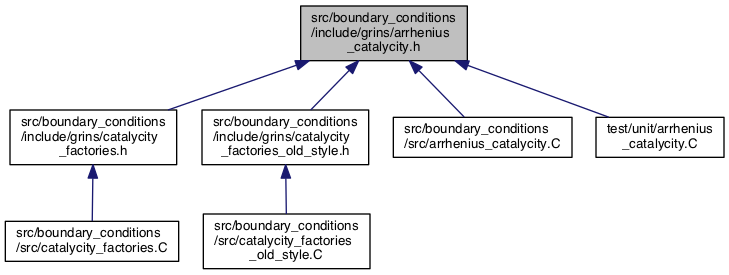 src/boundary_conditions
/include/grins/arrhenius
_catalycity.h
src/boundary_conditions
/include/grins/catalycity
_factories.h
src/boundary_conditions
/include/grins/catalycity
_factories_old_style.h
src/boundary_conditions
/src/arrhenius_catalycity.C
test/unit/arrhenius
_catalycity.C
src/boundary_conditions
/src/catalycity_factories.C
src/boundary_conditions
/src/catalycity_factories
_old_style.C